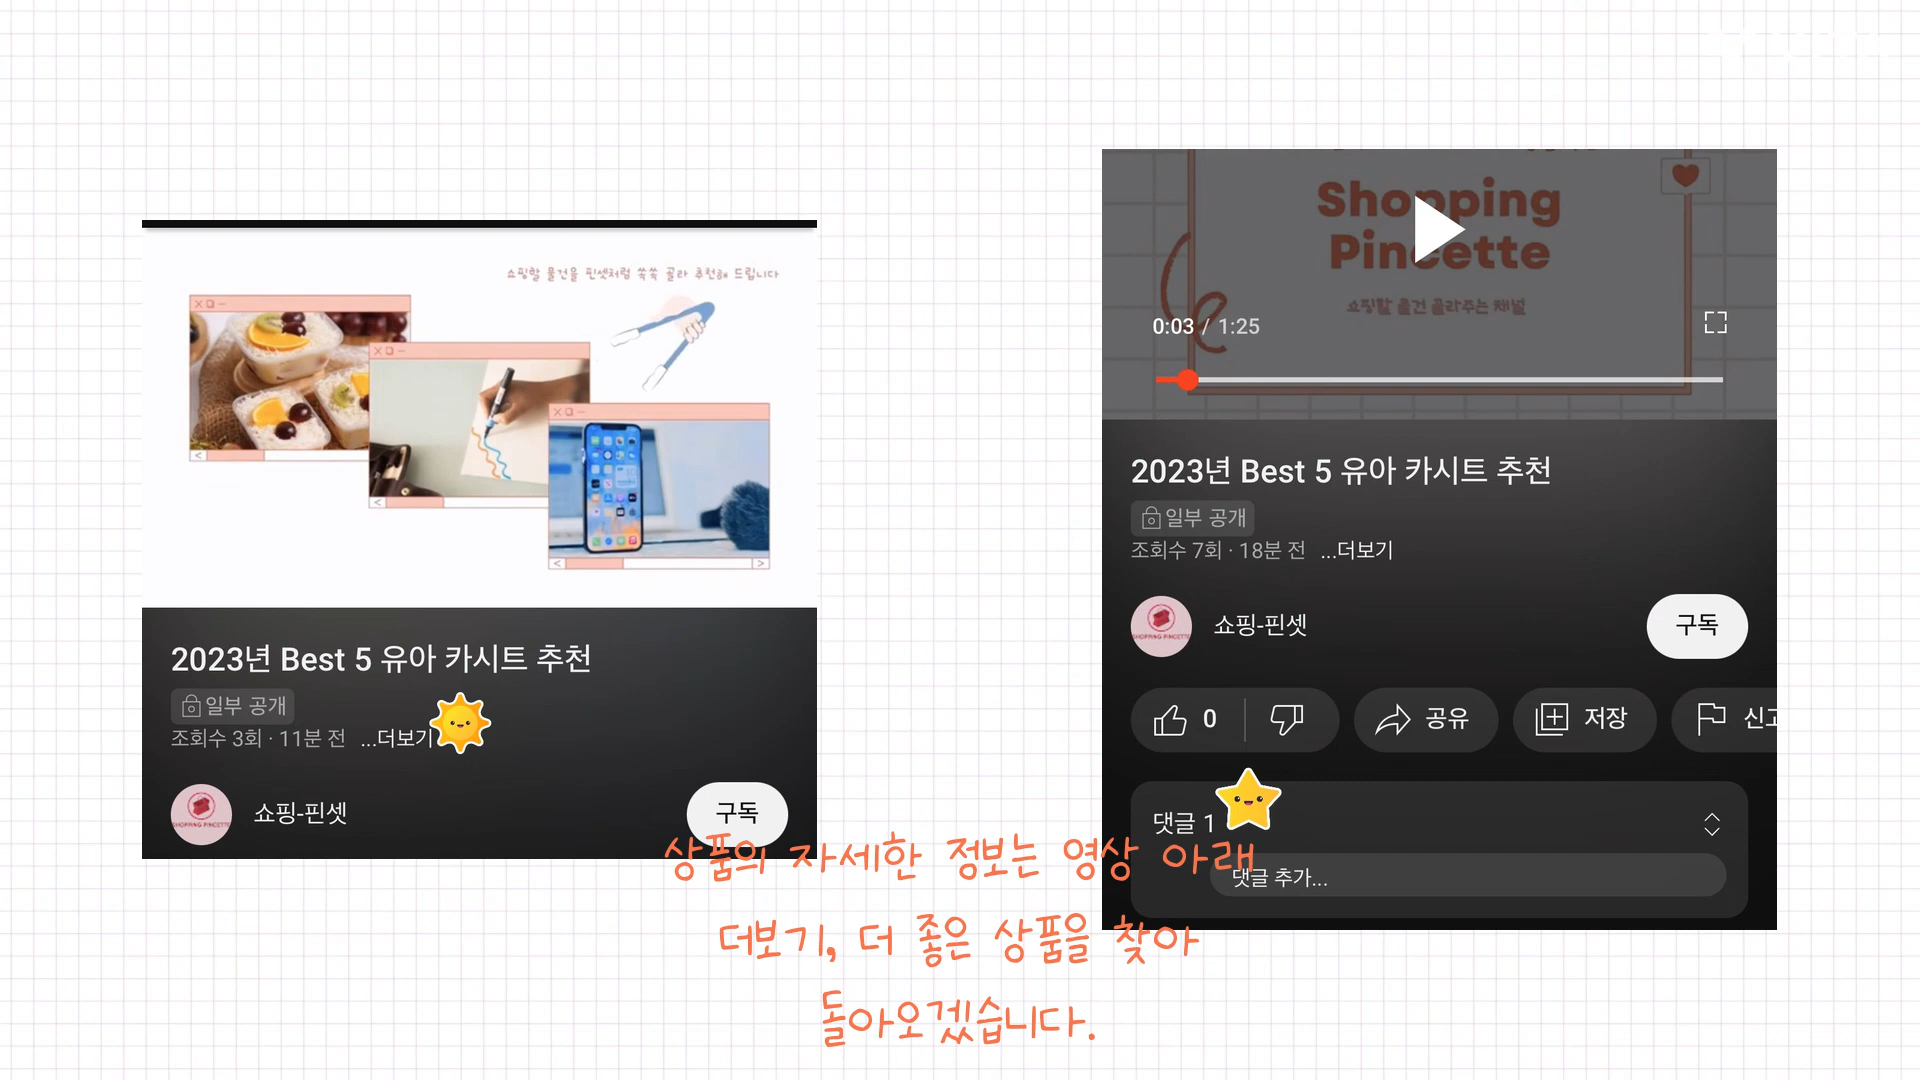 쇼핑할 물건을 핀셋처럼 쏙쏙 골라 추천해 드립니다
2023년 Best 5 유아 카시트 추천
일부 공개
조회수 3회 · 11분 전 ...더보기
SHOPPING PINCETTE
쇼핑-핀셋
구독
Shopping
Pincette
쇼핑할 물건 골라주는 채널
0:03 / 1:25
2023년 Best 5 유아 카시트 추천
일부 공개
조회수 7회 · 18분 전 ...더보기
SHOPPING PINCETTE
쇼핑-핀셋
구독
0
공유
저장
신고
댓글 1
댓글 추가...
상품의 자세한 정보는 영상 아래
더보기, 더 좋은 상품을 찾아
돌아오겠습니다.